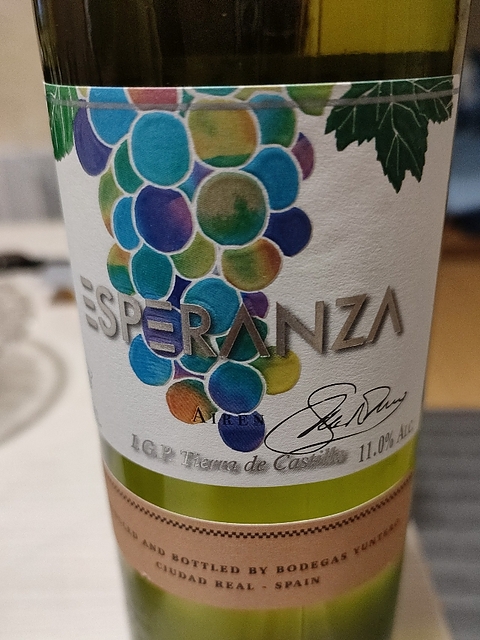 ESPERANZA
AIREN
I.G.P. Tierra de Castilla 11.0% Alc
AND BOTTLED BY BODEGAS YUNTERO
CIUDAD REAL - SPAIN